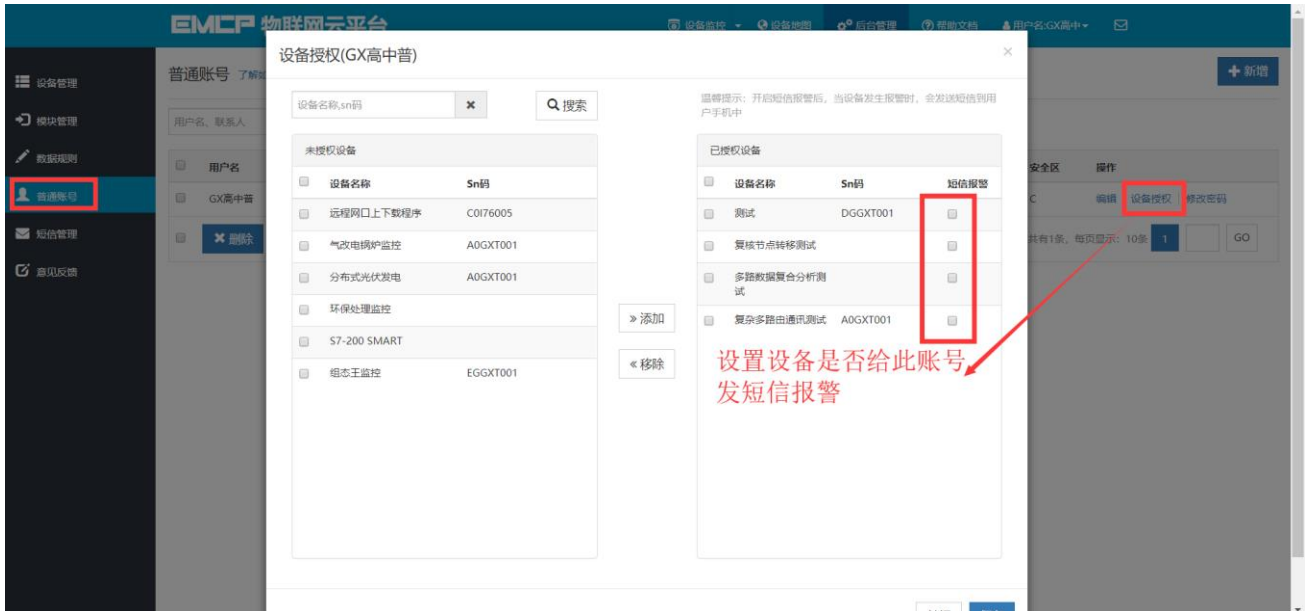 EMCP 物联网云平台
设备监控
设备地图
后台管理
帮助文档
用户名:GX高中
设备管理
模块管理
数据规则
普通账号
短信管理
意见反馈
普通账号 了解如
新增
用户名、联系人
用户名
GX高中普
删除
安全区 操作
C 编辑 设备授权 修改密码
共有1条，每页显示：10条 1 GO
设备授权(GX高中普)
×
设备名称,sn码
搜索
温馨提示：开启短信报警后，当设备发生报警时，会发送短信到用
户手机中
未授权设备
设备名称 Sn码
远程网口上下载程序 C0I76005
气改电锅炉监控 A0GXT001
分布式光伏发电 A0GXT001
环保处理监控
S7-200 SMART
组态王监控 EGGXT001
» 添加
« 移除
已授权设备
设备名称 Sn码 短信报警
测试 DGGXT001
复核节点转移测试
多路数据复合分析测
试
复杂多路由通讯测试 A0GXT001
设置设备是否给此账号
发短信报警